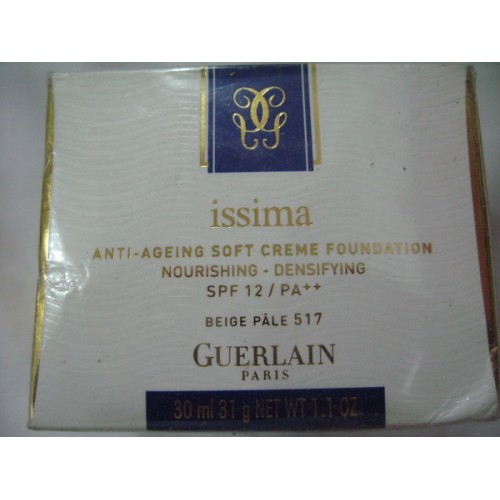 issima
ANTI-AGEING SOFT CREME FOUNDATION
NOURISHING - DENSIFYING
SPF 12 / PA++
BEIGE PÂLE 517
GUERLAIN
PARIS
30 ml 31 g NET WT 1.1 OZ